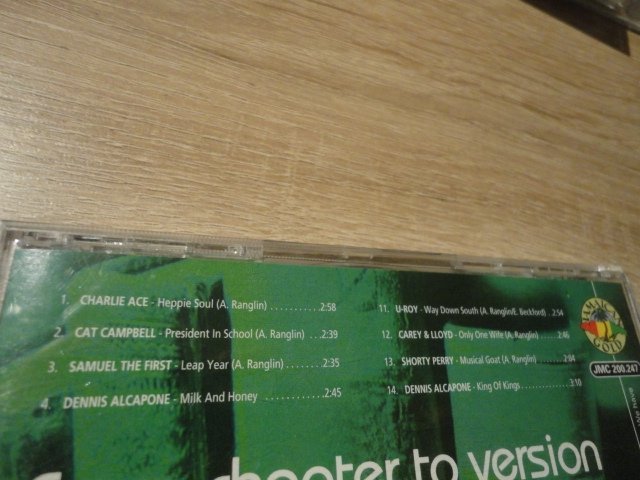 1. CHARLIE ACE - Heppie Soul (A. Ranglin) ..........2:58
2. CAT CAMPBELL - President In School (A. Ranglin) ...2:39
3. SAMUEL THE FIRST - Leap Year (A. Ranglin) .......2:35
4. DENNIS ALCAPONE - Milk And Honey ............2:45
11. U-ROY - Way Down South (A. Ranglin/E. Beckford) ..2:54
12. CAREY & LLOYD - Only One Wife (A. Ranglin) ....2:46
13. SHORTY PERRY - Musical Goat (A. Ranglin) ......2:04
14. DENNIS ALCAPONE - King Of Kings ............3:10
JAMAICAN
GOLD
JMC 200.247
shooter to version